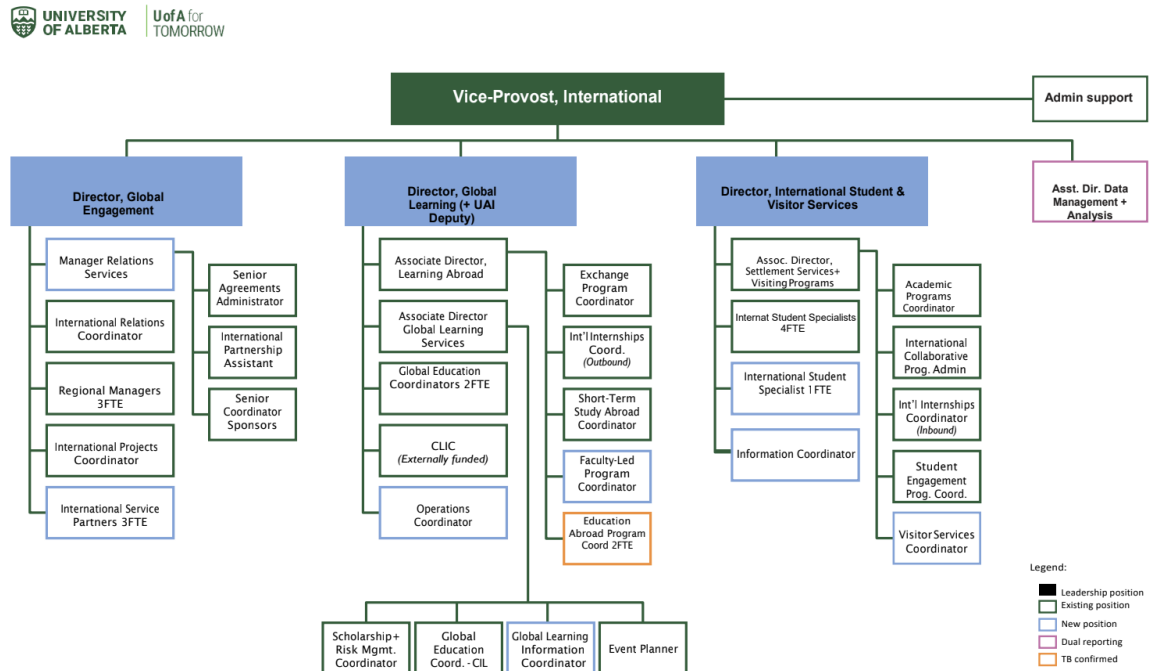 UNIVERSITY
OF ALBERTA
UofA for
TOMORROW
Vice-Provost, International
Admin support
Director, Global
Engagement
Director, Global
Learning (+ UAI
Deputy)
Director, International Student &
Visitor Services
Asst. Dir. Data
Management +
Analysis
Manager Relations
Services
International Relations
Coordinator
Regional Managers
3FTE
International Projects
Coordinator
International Service
Partners 3FTE
Senior
Agreements
Administrator
International
Partnership
Assistant
Senior
Coordinator
Sponsors
Associate Director,
Learning Abroad
Associate Director
Global Learning
Services
Global Education
Coordinators 2FTE
CLIC
(Externally funded)
Operations
Coordinator
Exchange
Program
Coordinator
Int'l Internships
Coord.
(Outbound)
Short-Term
Study Abroad
Coordinator
Faculty-Led
Program
Coordinator
Education
Abroad Program
Coord 2FTE
Assoc. Director,
Settlement Services+
Visiting Programs
Internat Student Specialists
4FTE
International Student
Specialist 1FTE
Information Coordinator
Academic
Programs
Coordinator
International
Collaborative
Prog. Admin
Int'l Internships
Coordinator
(Inbound)
Student
Engagement
Prog. Coord.
Visitor Services
Coordinator
Scholarship+
Risk Mgmt.
Coordinator
Global
Education
Coord. - CIL
Global Learning
Information
Coordinator
Event Planner
Legend:
Leadership position
Existing position
New position
Dual reporting
TB confirmed